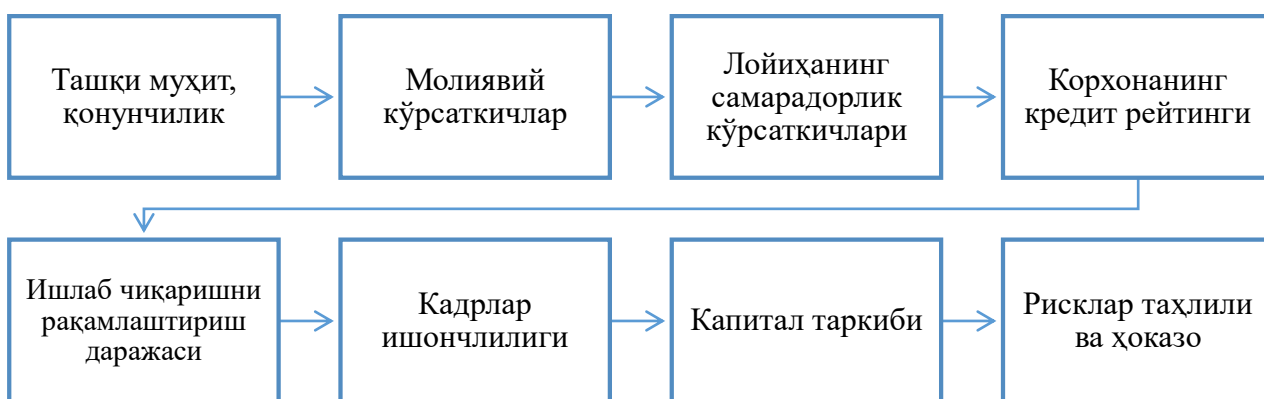 Ташқи муҳит,
қонунчилик
Молиявий
кўрсаткичлар
Лойиҳанинг
самарадорлик
кўрсаткичлари
Корхонанинг
кредит рейтинги
Ишлаб чиқаришни
рақамлаштириш
даражаси
Кадрлар
ишончлилиги
Капитал таркиби
Рисклар таҳлили
ва ҳоказо